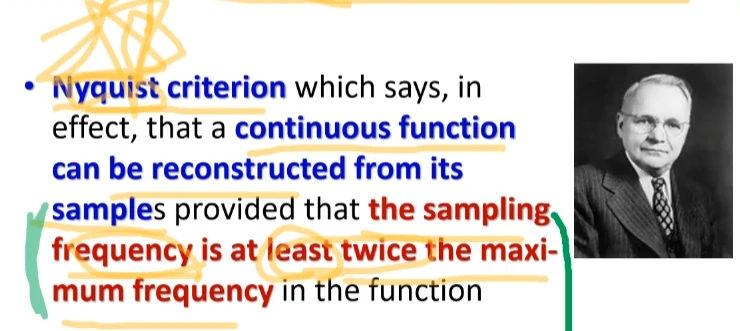 • Nyquist criterion which says, in
effect, that a continuous function
can be reconstructed from its
samples provided that the sampling
frequency is at least twice the maxi-
mum frequency in the function